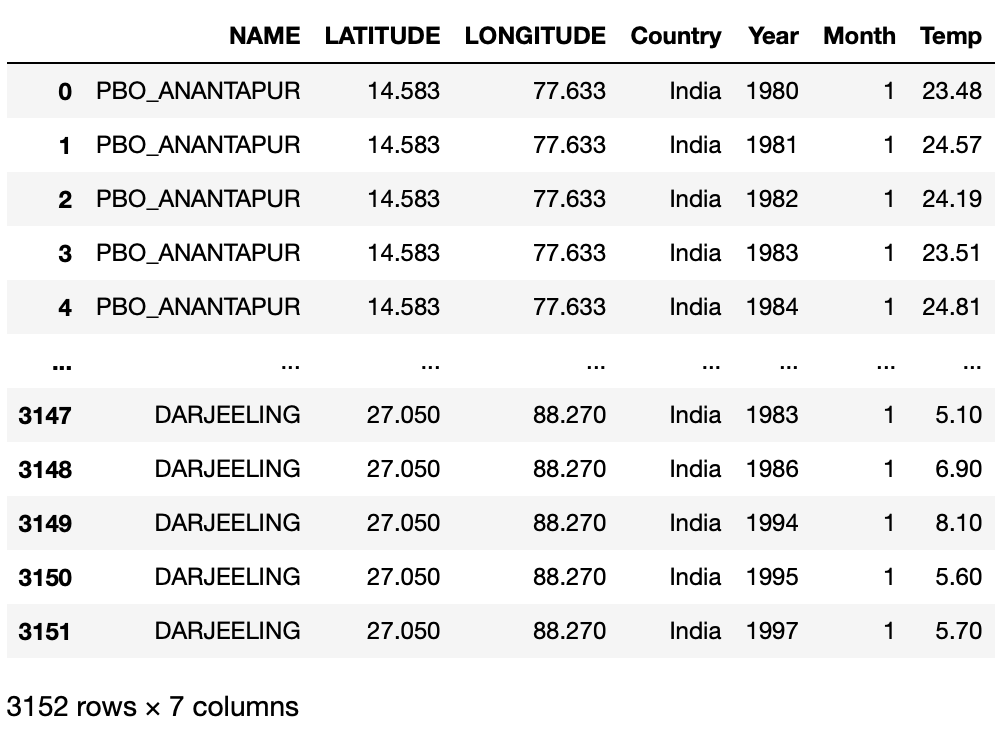 NAME LATITUDE LONGITUDE Country Year Month Temp
0 PBO_ANANTAPUR 14.583 77.633 India 1980 1 23.48
1 PBO_ANANTAPUR 14.583 77.633 India 1981 1 24.57
2 PBO_ANANTAPUR 14.583 77.633 India 1982 1 24.19
3 PBO_ANANTAPUR 14.583 77.633 India 1983 1 23.51
4 PBO_ANANTAPUR 14.583 77.633 India 1984 1 24.81
... ... ... ... ... ... ... ...
3147 DARJEELING 27.050 88.270 India 1983 1 5.10
3148 DARJEELING 27.050 88.270 India 1986 1 6.90
3149 DARJEELING 27.050 88.270 India 1994 1 8.10
3150 DARJEELING 27.050 88.270 India 1995 1 5.60
3151 DARJEELING 27.050 88.270 India 1997 1 5.70
3152 rows × 7 columns